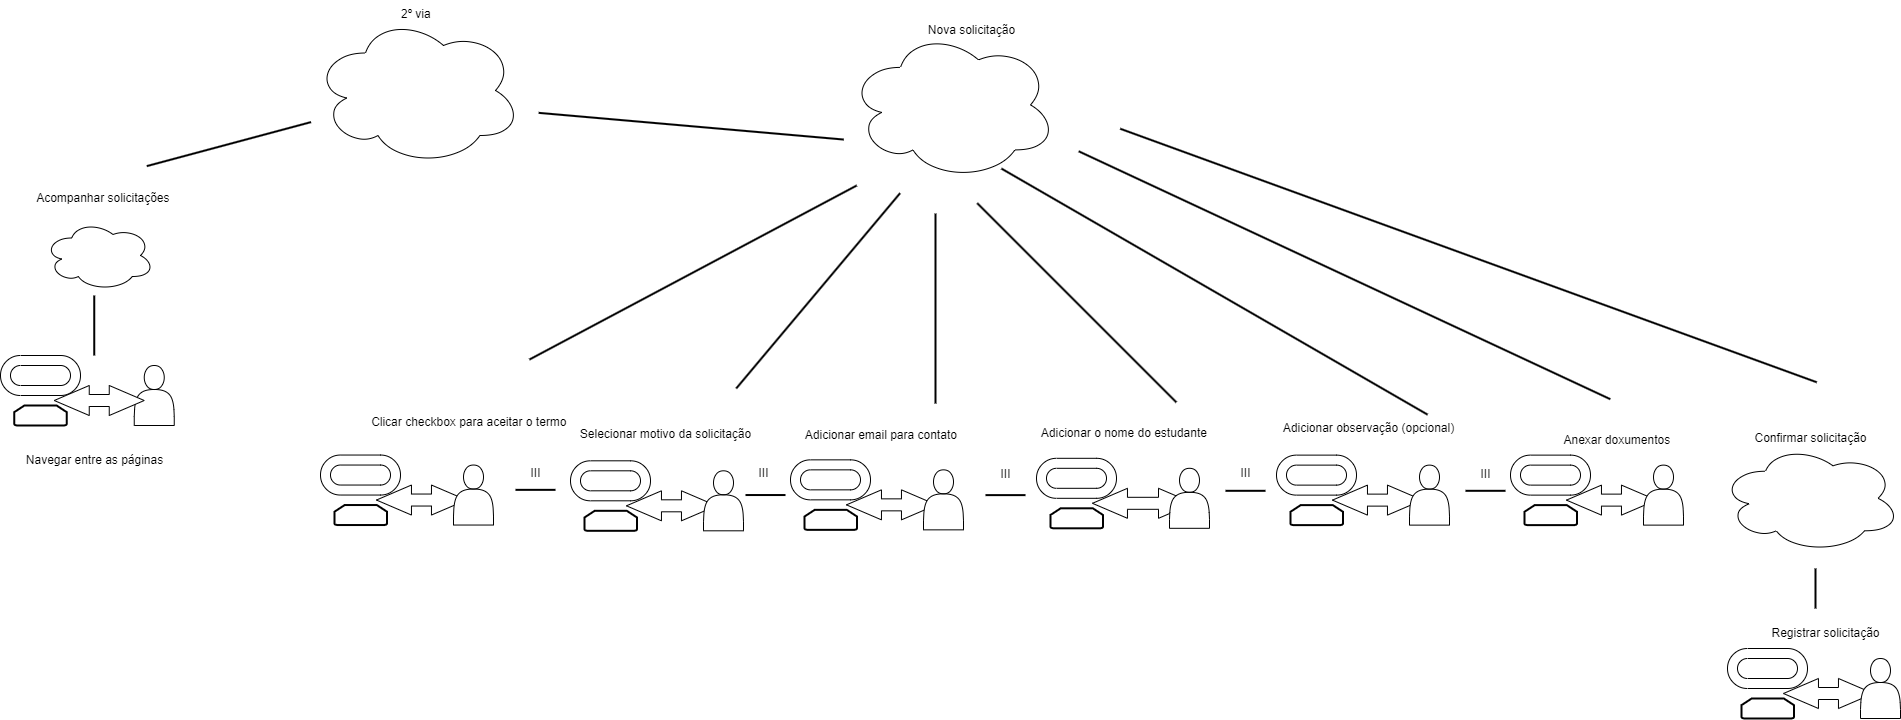 2º via
Nova solicitação
Acompanhar solicitações
Navegar entre as páginas
Clicar checkbox para aceitar o termo
Selecionar motivo da solicitação
Adicionar email para contato
Adicionar o nome do estudante
Adicionar observação (opcional)
Anexar doxumentos
Confirmar solicitação
III
III
III
III
III
Registrar solicitação